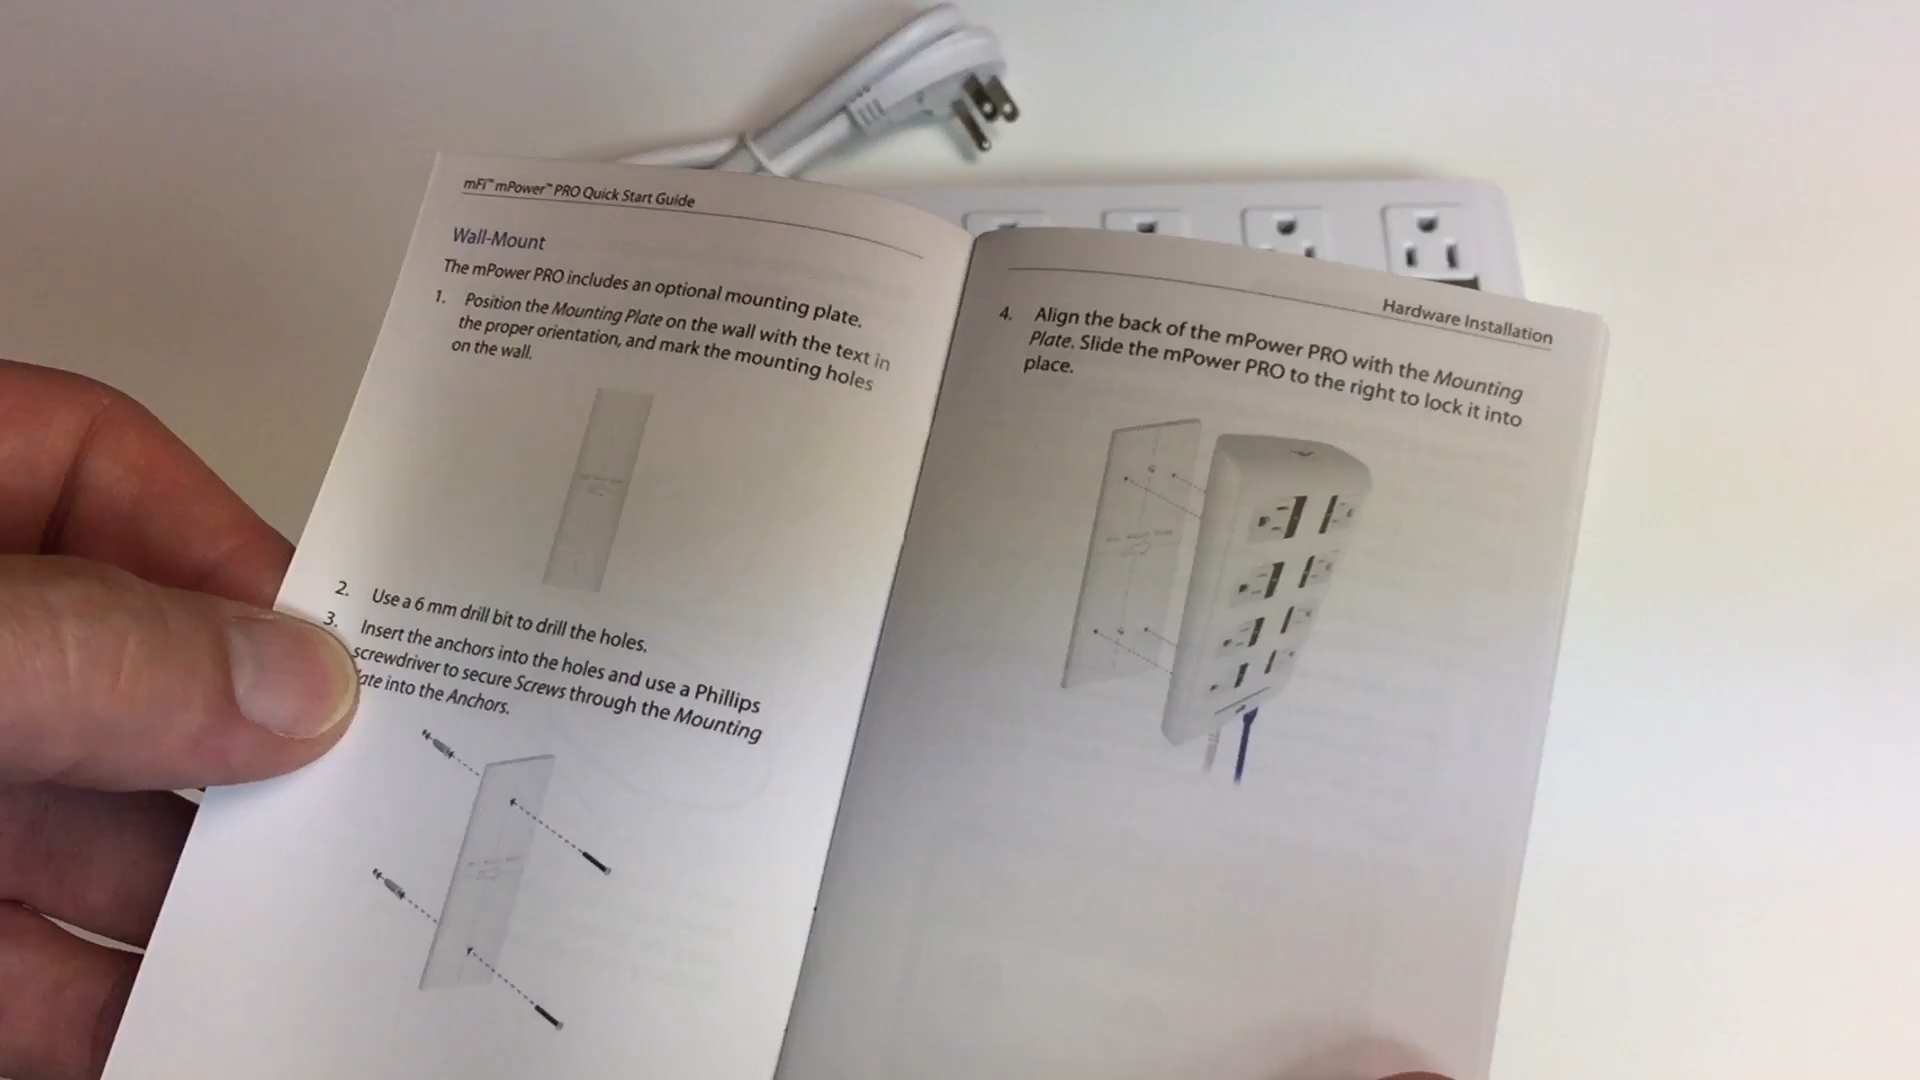 mFi™ mPower™ PRO Quick Start Guide
Wall-Mount
The mPower PRO includes an optional mounting plate.
1. Position the Mounting Plate on the wall with the text in
the proper orientation, and mark the mounting holes
on the wall.
2. Use a 6 mm drill bit to drill the holes.
3. Insert the anchors into the holes and use a Phillips
screwdriver to secure Screws through the Mounting
ate into the Anchors.
Hardware Installation
4. Align the back of the mPower PRO with the Mounting
Plate. Slide the mPower PRO to the right to lock it into
place.